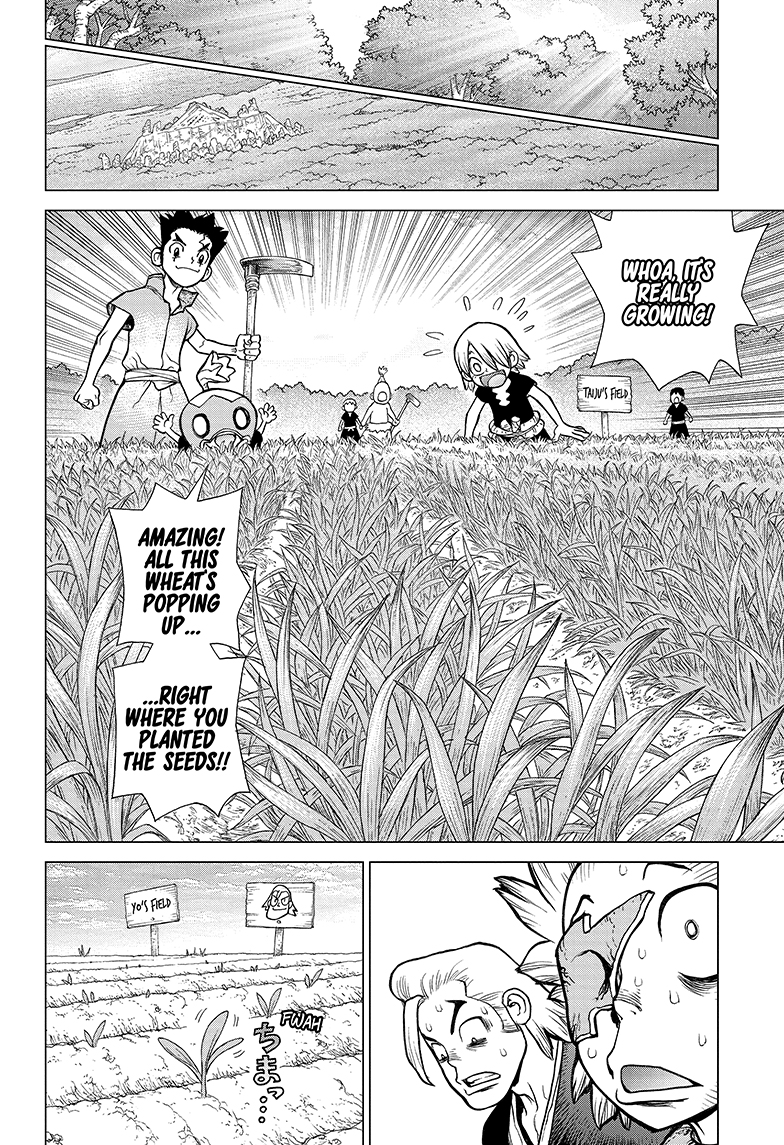 WHOA, IT'S
REALLY
GROWING!
TAIJU'S FIELD
AMAZING!
ALL THIS
WHEAT'S
POPPING
UP...
...RIGHT
WHERE YOU
PLANTED
THE SEEDS!!
YO'S FIELD
FWAH
ちまっ…